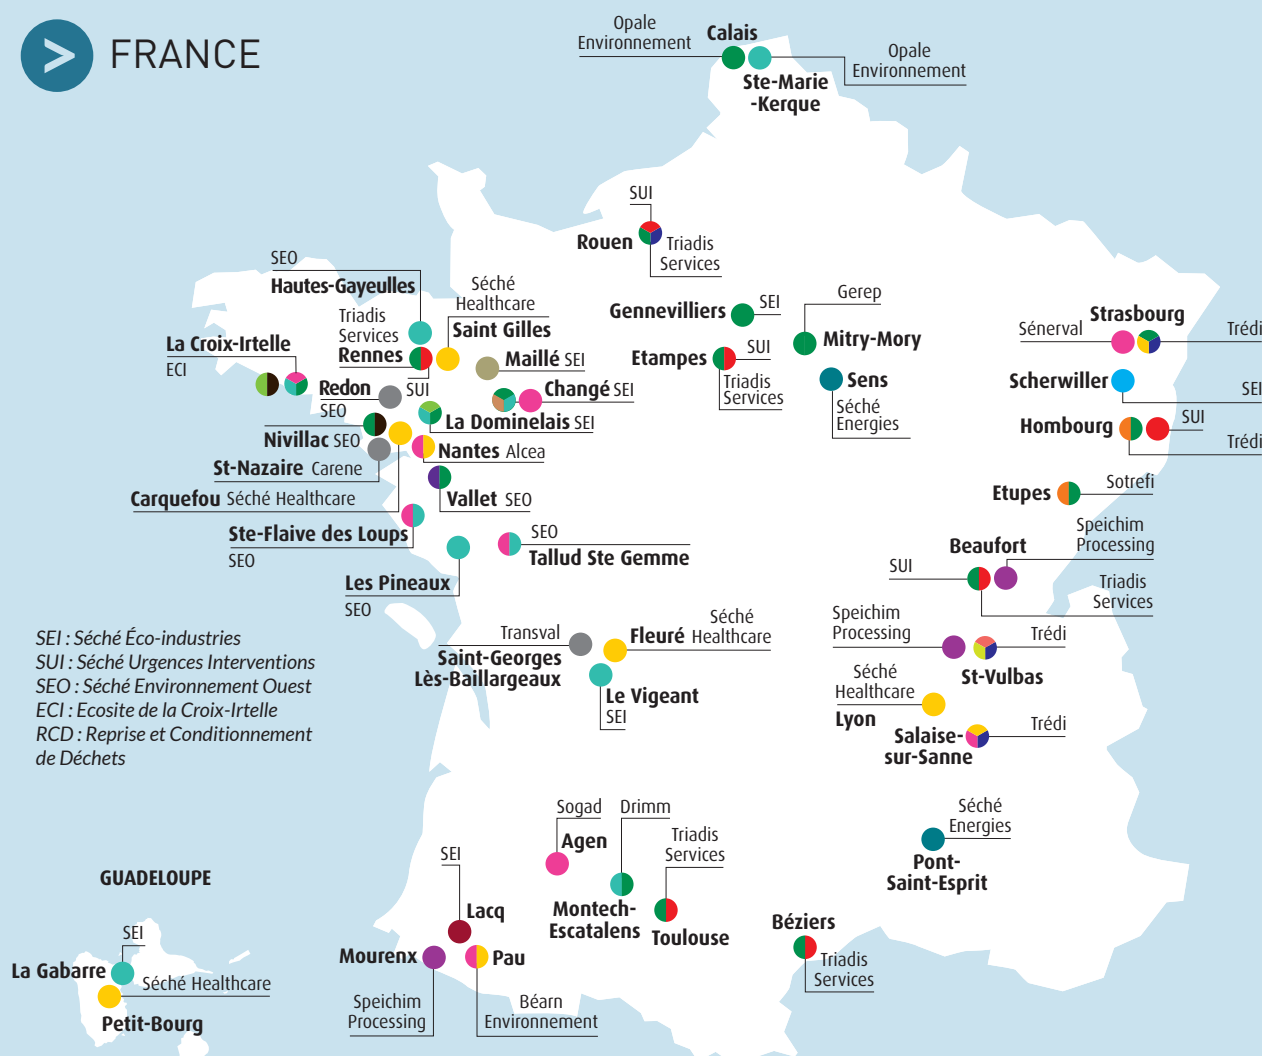 > FRANCE
Opale
Environnement
Calais
Ste-Marie
-Kerque
Opale
Environnement
SUI
Rouen
Triadis
Services
SEO
Hautes-Gayeulles
Séché
Healthcare
Saint Gilles
Triadis
Services
Rennes
SUI
La Croix-Irtelle
ECI
Maillé SEI
Redon
SEO
Changé SEI
La Dominelais SEI
Nivillac SEO
Nantes Alcea
St-Nazaire Carene
Carquefou Séché Healthcare
Vallet SEO
Ste-Flaive des Loups
SEO
SEO
Tallud Ste Gemme
Les Pineaux
SEO
Gennevilliers SEI
Gerep
Mitry-Mory
Etampes SUI
Triadis
Services
Sens
Séché
Energies
Strasbourg
Sénerval
Trédi
Scherwiller
SEI
Hombourg
SUI
Trédi
Etupes
Sotrefi
Speichim
Processing
Beaufort
SUI
Triadis
Services
Speichim
Processing
Trédi
St-Vulbas
Séché
Healthcare
Lyon
Salaise-
sur-Sanne
Trédi
Transval
Saint-Georges
Lès-Baillargeaux
Fleuré
Séché
Healthcare
Le Vigeant
SEI
SEI : Séché Éco-industries
SUI : Séché Urgences Interventions
SEO : Séché Environnement Ouest
ECI : Ecosite de la Croix-Irtelle
RCD : Reprise et Conditionnement
de Déchets
Séché
Energies
Pont-
Saint-Esprit
Sogad
Agen
Drimm
Montech-
Escatalens
Triadis
Services
Toulouse
SEI
Lacq
Mourenx
Speichim
Processing
Pau
Béarn
Environnement
Béziers
Triadis
Services
GUADELOUPE
SEI
La Gabarre
Séché Healthcare
Petit-Bourg